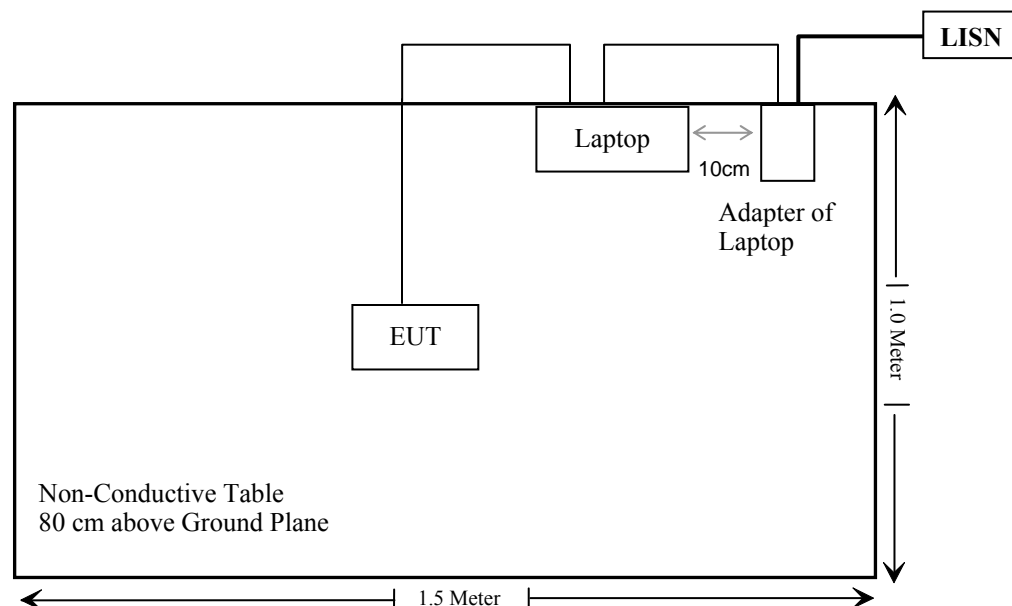 LISN
Laptop
10cm
Adapter of
Laptop
EUT
1.0 Meter
Non-Conductive Table
80 cm above Ground Plane
1.5 Meter